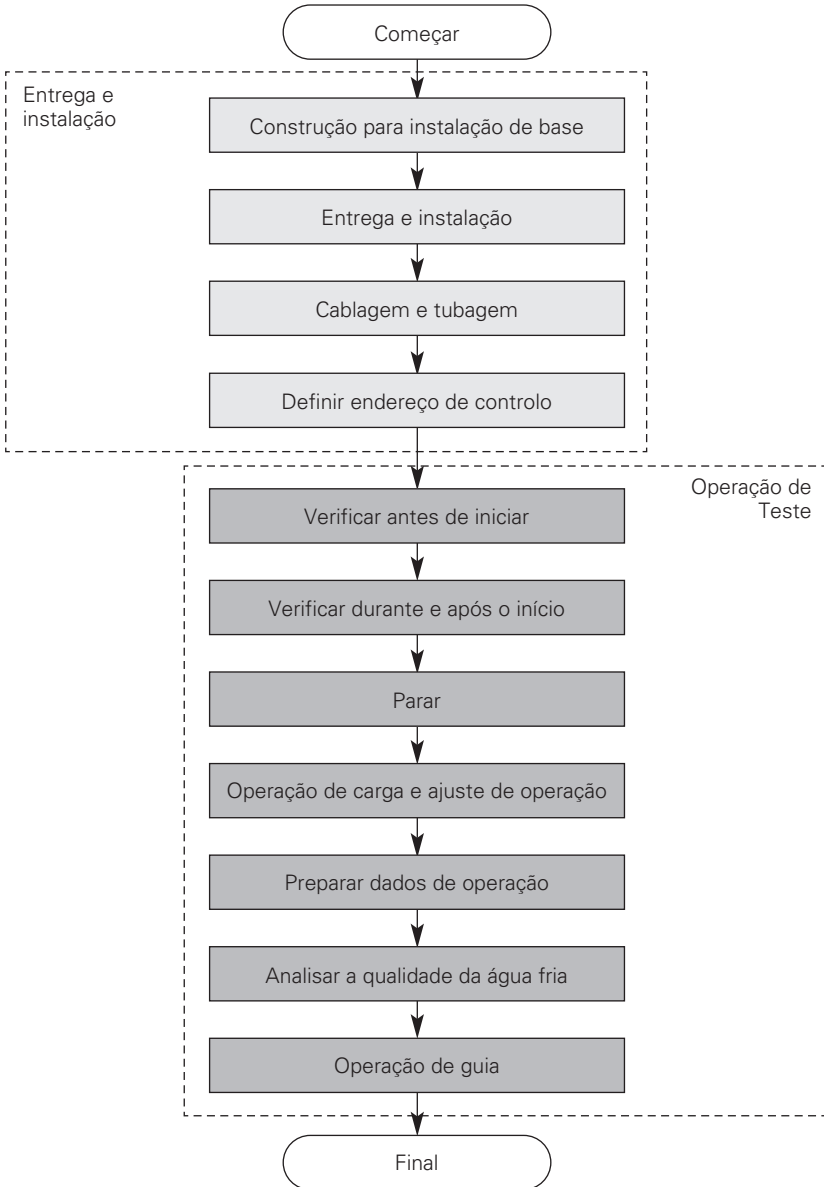 Começar
Entrega e
instalação
Construção para instalação de base
Entrega e instalação
Cablagem e tubagem
Definir endereço de controlo
Operação de
Teste
Verificar antes de iniciar
Verificar durante e após o início
Parar
Operação de carga e ajuste de operação
Preparar dados de operação
Analisar a qualidade da água fria
Operação de guia
Final